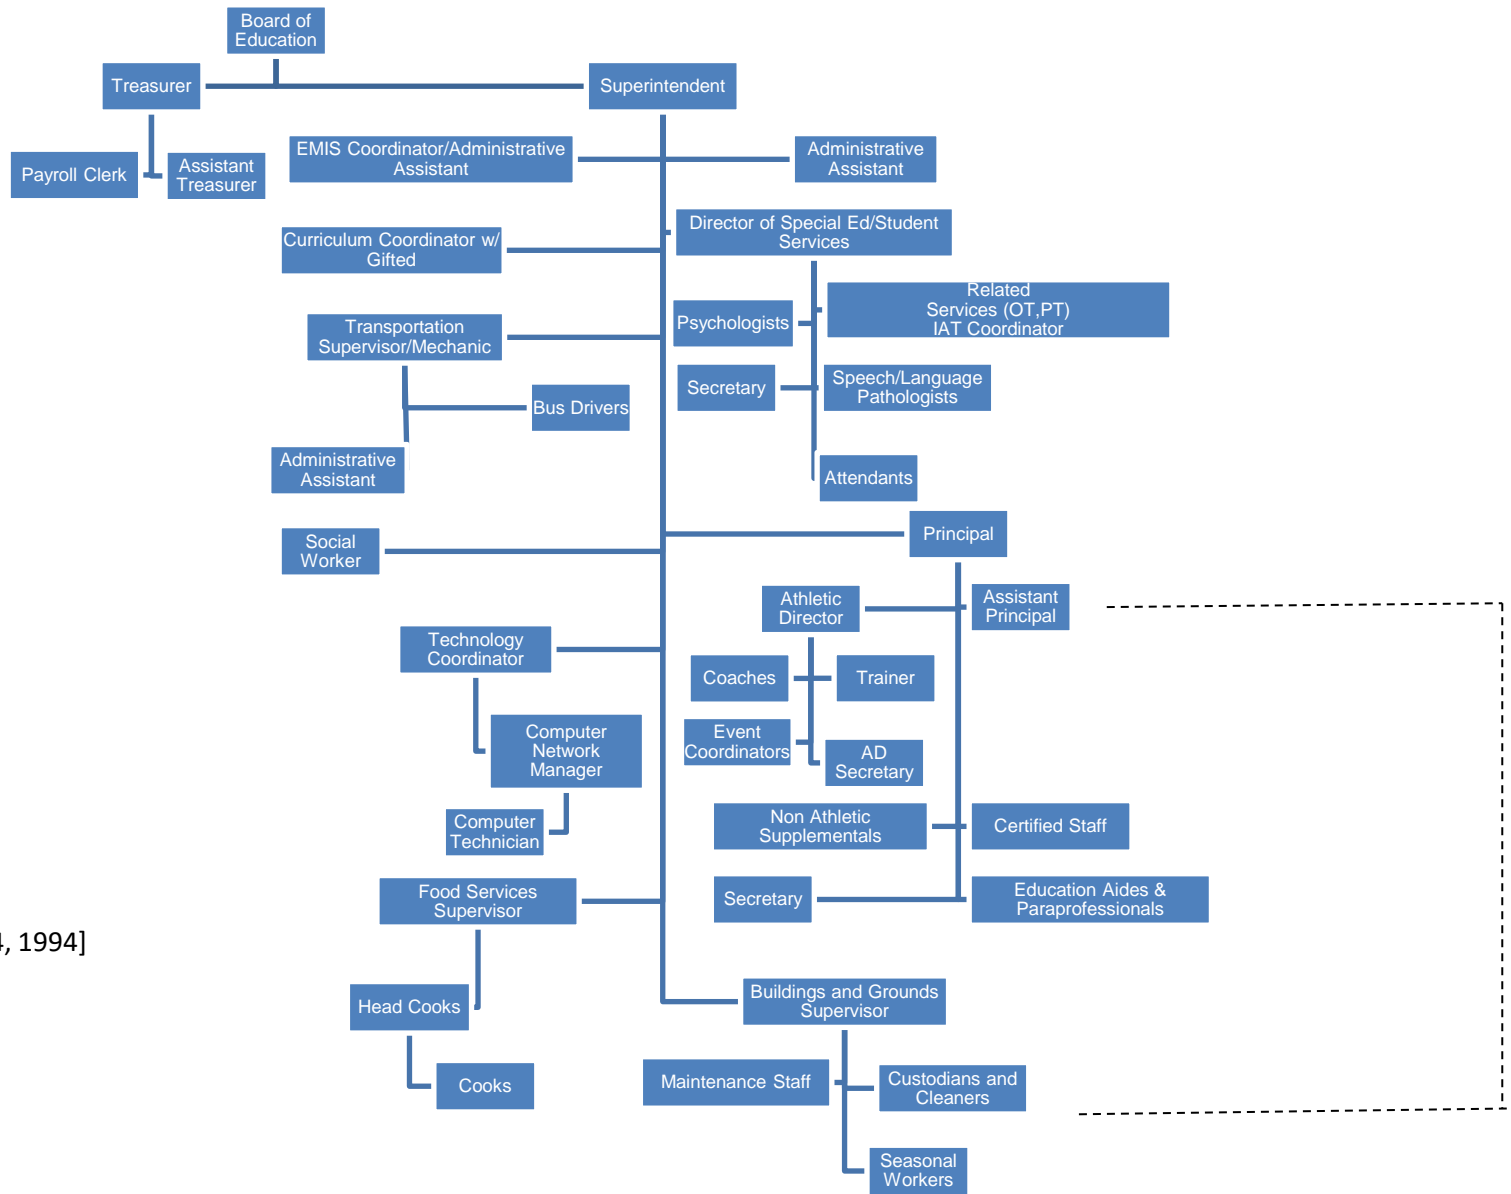 Board of
Education
Treasurer
Superintendent
EMIS Coordinator/Administrative
Assistant
Administrative
Assistant
Payroll Clerk
Assistant
Treasurer
Director of Special Ed/Student
Services
Curriculum Coordinator w/
Gifted
Related
Services (OT,PT)
IAT Coordinator
Psychologists
Transportation
Supervisor/Mechanic
Secretary
Speech/Language
Pathologists
Bus Drivers
Administrative
Assistant
Attendants
Principal
Social
Worker
Athletic
Director
Assistant
Principal
Technology
Coordinator
Coaches
Trainer
Event
Coordinators
AD
Secretary
Computer
Network
Manager
Computer
Technician
Non Athletic
Supplementals
Certified Staff
Food Services
Supervisor
Secretary
Education Aides &
Paraprofessionals
, 1994]
Head Cooks
Buildings and Grounds
Supervisor
Cooks
Maintenance Staff
Custodians and
Cleaners
Seasonal
Workers